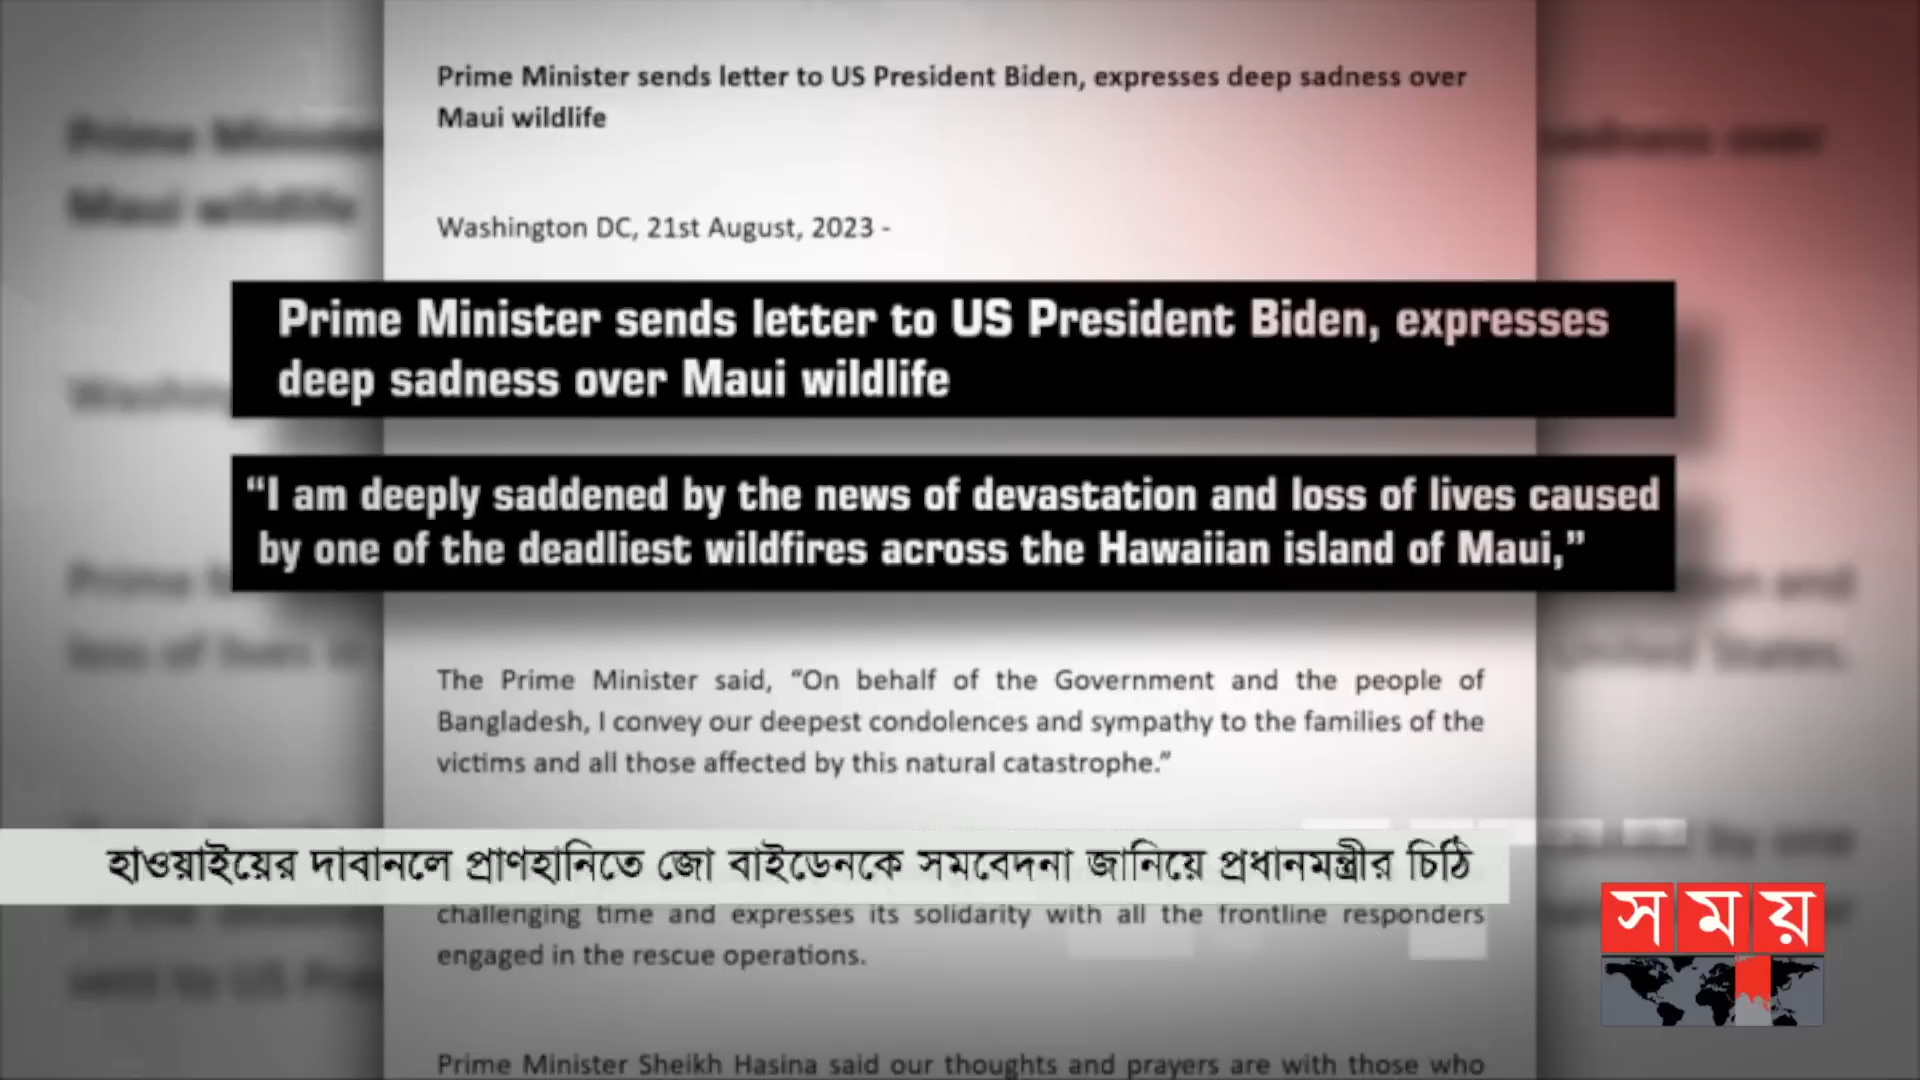 Prime Minister sends letter to US President Biden, expresses deep sadness over
Maui wildlife
Washington DC, 21st August, 2023 -
Prime Minister sends letter to US President Biden, expresses
deep sadness over Maui wildlife
“I am deeply saddened by the news of devastation and loss of lives caused
by one of the deadliest wildfires across the Hawaiian island of Maui,”
The Prime Minister said, “On behalf of the Government and the people of
Bangladesh, I convey our deepest condolences and sympathy to the families of the
victims and all those affected by this natural catastrophe.”
হাওয়াইয়ের দাবানলে প্রাণহানিতে জো বাইডেনকে সমবেদনা জানিয়ে প্রধানমন্ত্রীর চিঠি
challenging time and expresses its solidarity with all the frontline responders
engaged in the rescue operations.
সময়
Prime Minister Sheikh Hasina said our thoughts and prayers are with those who